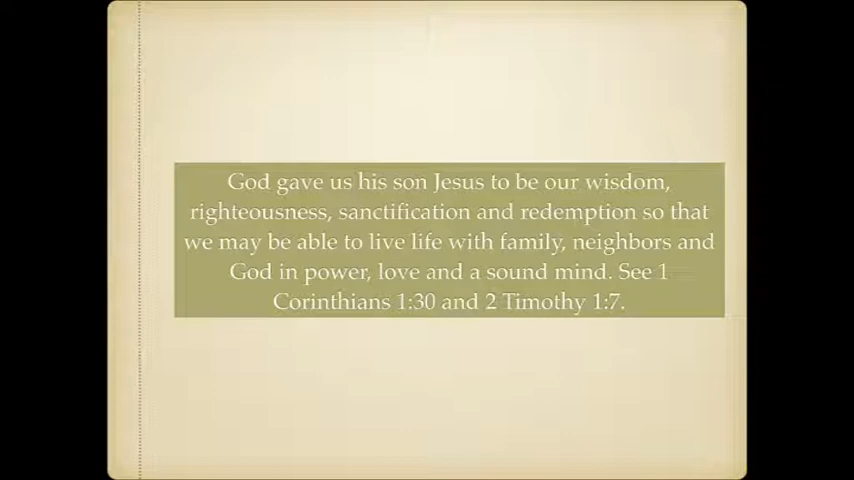 God gave us his son Jesus to be our wisdom,
righteousness, sanctification and redemption so that
we may be able to live life with family, neighbors and
God in power, love and a sound mind. See 1
Corinthians 1:30 and 2 Timothy 1:7.